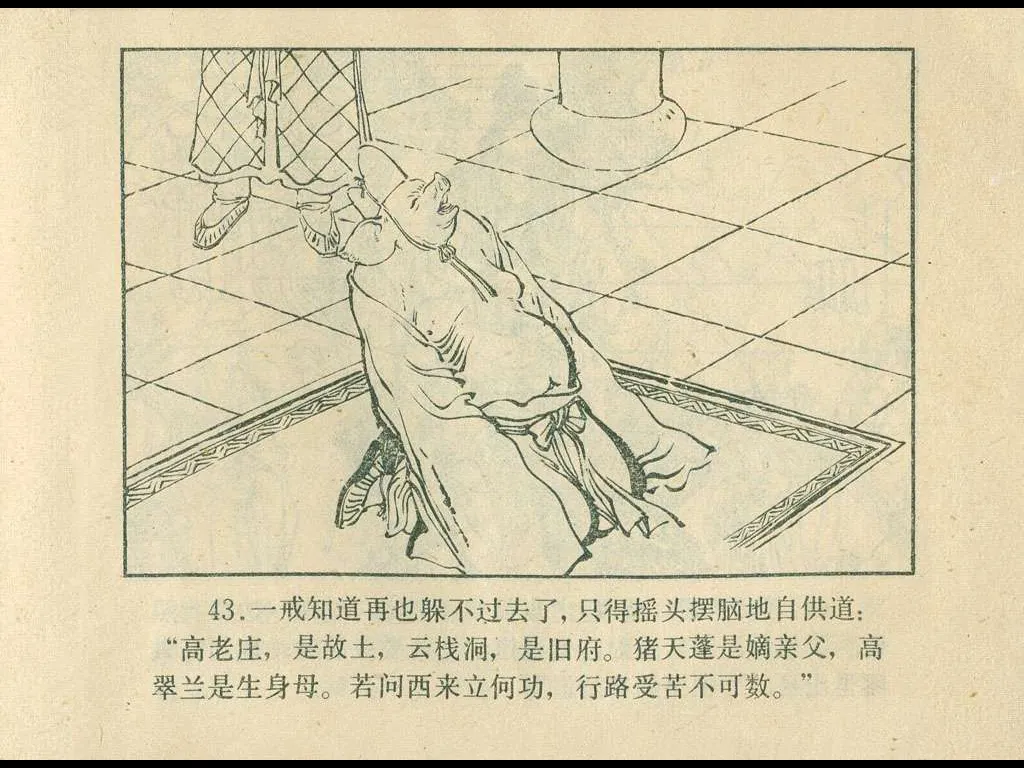 43.一戒知道再也躲不过去了,只得摇头摆脑地自供道:
“高老庄，是故土，云栈洞，是旧府。猪天蓬是嫡亲父，高
翠兰是生身母。若问西来立何功，行路受苦不可数。”